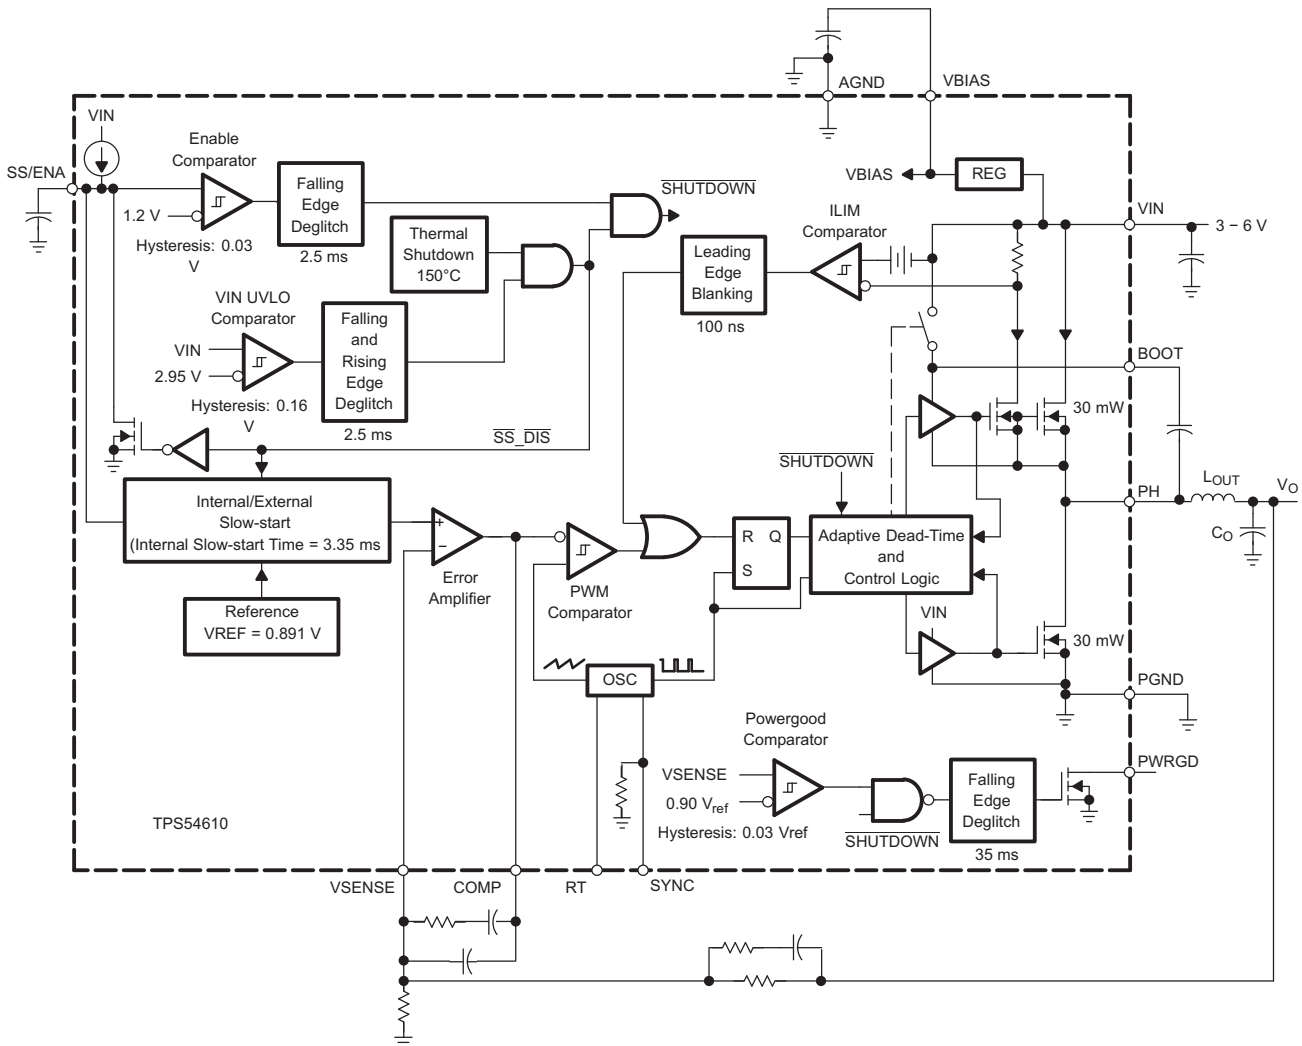 AGND
VBIAS
VIN
Enable
Comparator
SS/ENA
1.2 V
Hysteresis: 0.03
V
Falling
Edge
Deglitch
2.5 ms
Thermal
Shutdown
150°C
SHUTDOWN
VIN UVLO
Comparator
VIN
2.95 V
Hysteresis: 0.16
V
Falling
and
Rising
Edge
Deglitch
2.5 ms
SS_DIS
VBIAS
REG
ILIM
Comparator
Leading
Edge
Blanking
100 ns
VIN
3 – 6 V
BOOT
30 mW
PH
LOUT
VO
CO
Internal/External
Slow-start
(Internal Slow-start Time = 3.35 ms
Reference
VREF = 0.891 V
+
−
Error
Amplifier
PWM
Comparator
R Q
S
SHUTDOWN
Adaptive Dead-Time
and
Control Logic
VIN
30 mW
OSC
PGND
Powergood
Comparator
VSENSE
0.90 Vref
Hysteresis: 0.03 Vref
SHUTDOWN
Falling
Edge
Deglitch
35 ms
PWRGD
TPS54610
VSENSE
COMP
RT
SYNC